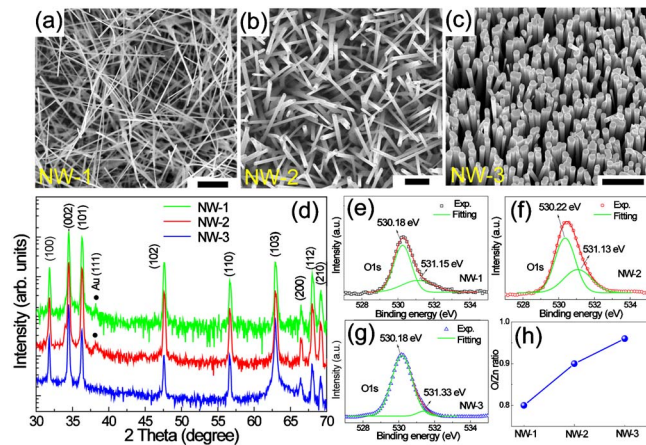 (a)
NW-1
(b)
NW-2
(c)
NW-3
(d)
NW-1
NW-2
NW-3
(100)
(002)
(101)
Au (111)
(102)
(110)
(103)
(200)
(112)
(210)
Intensity (arb. units)
30 35 40 45 50 55 60 65 70
2 Theta (degree)
(e)
Exp.
Fitting
530.18 eV
531.15 eV
O1s
NW-1
Intensity (a.u.)
528 530 532 534
Binding energy (eV)
(f)
Exp.
Fitting
530.22 eV
531.13 eV
O1s
NW-2
Intensity (a.u.)
528 530 532 534
Binding energy (eV)
(g)
Exp.
Fitting
530.18 eV
531.33 eV
O1s
NW-3
Intensity (a.u.)
528 530 532 534
Binding energy (eV)
(h)
O/Zn ratio
1.0
0.9
0.8
NW-1 NW-2 NW-3